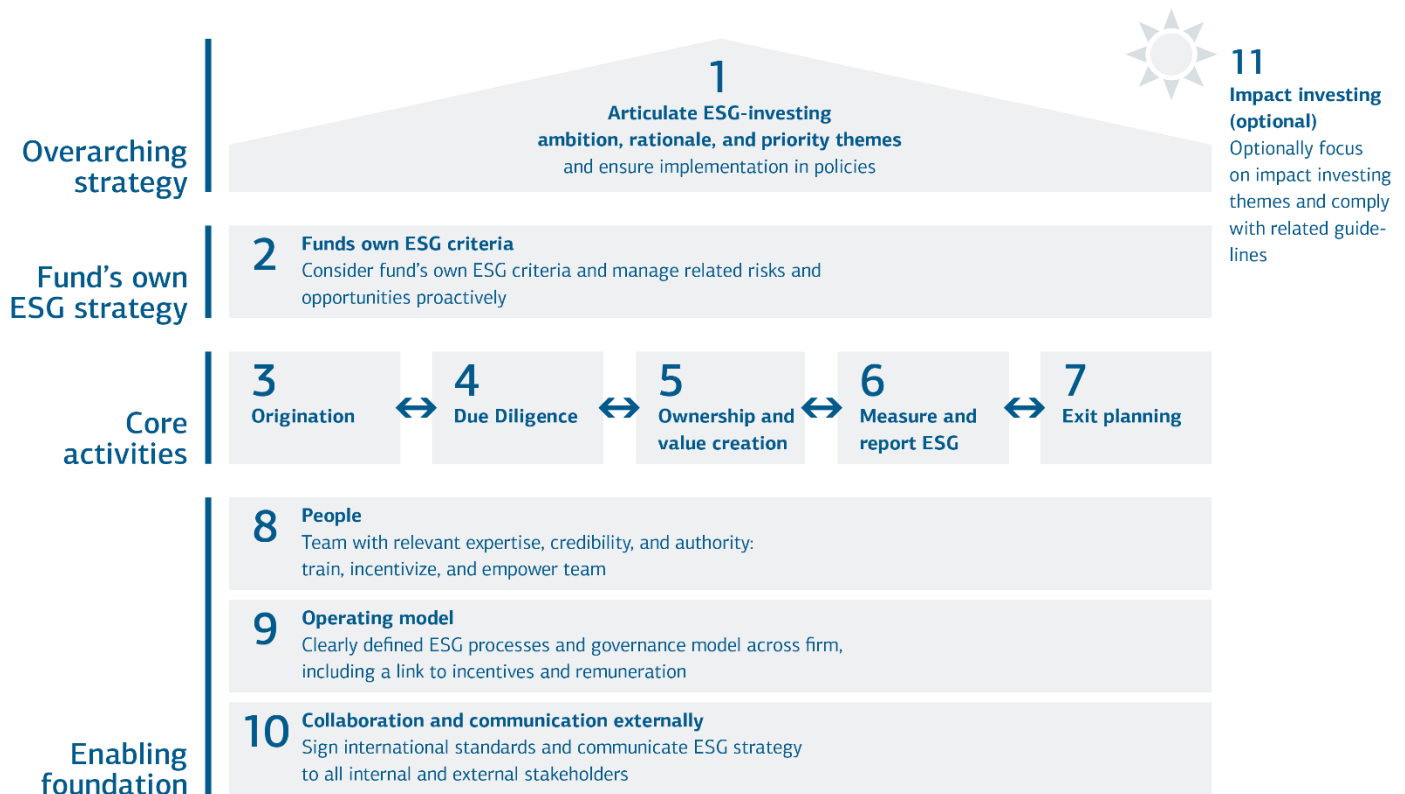 Overarching
strategy
1
Articulate ESG-investing
ambition, rationale, and priority themes
and ensure implementation in policies
11
Impact investing
(optional)
Optionally focus
on impact investing
themes and comply
with related guide-
lines
Fund’s own
ESG strategy
2
Funds own ESG criteria
Consider fund’s own ESG criteria and manage related risks and
opportunities proactively
Core
activities
3
Origination
4
Due Diligence
5
Ownership and
value creation
6
Measure and
report ESG
7
Exit planning
Enabling
foundation
8
People
Team with relevant expertise, credibility, and authority:
train, incentivize, and empower team
9
Operating model
Clearly defined ESG processes and governance model across firm,
including a link to incentives and remuneration
10
Collaboration and communication externally
Sign international standards and communicate ESG strategy
to all internal and external stakeholders